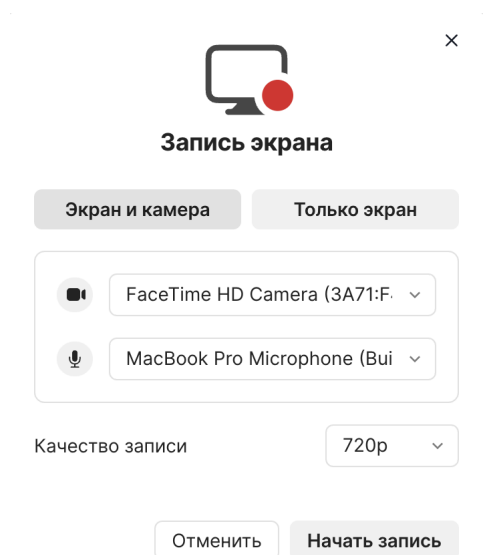 Запись экрана
Экран и камера
Только экран
FaceTime HD Camera (3A71:F
MacBook Pro Microphone (Bui
Качество записи
720p
Отменить
Начать запись